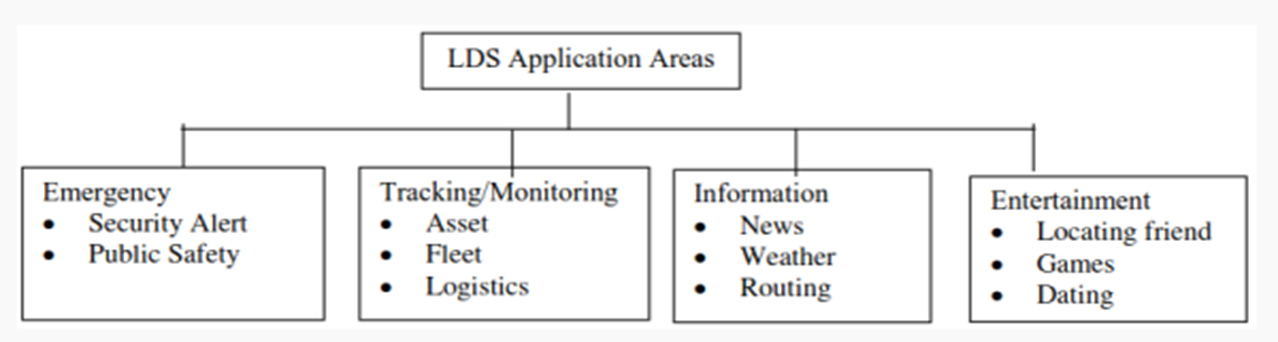 LDS Application Areas
Emergency
• Security Alert
• Public Safety
Tracking/Monitoring
• Asset
• Fleet
• Logistics
Information
• News
• Weather
• Routing
Entertainment
• Locating friend
• Games
• Dating